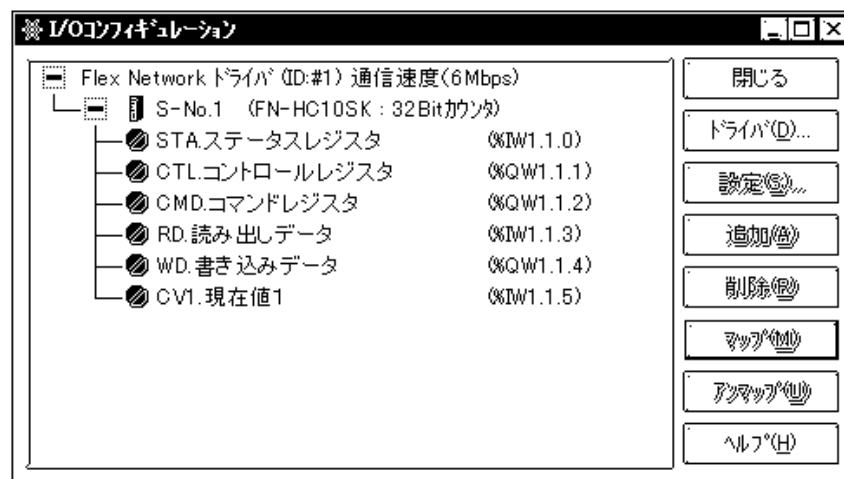 I/Oコンフィギュレーション
Flex Network ドライバ (ID:#1) 通信速度(6Mbps)
S-No.1 (FN-HC10SK : 32Bitカウンタ)
STA.ステータスレジスタ (%IW1.1.0)
CTL.コントロールレジスタ (%QW1.1.1)
CMD.コマンドレジスタ (%QW1.1.2)
RD.読み出しデータ (%IW1.1.3)
WD.書き込みデータ (%QW1.1.4)
CV1.現在値1 (%IW1.1.5)
閉じる
ドライバ(D)...
設定(S)...
追加(A)
削除(R)
マップ(M)
アンマップ(U)
ヘルプ(H)